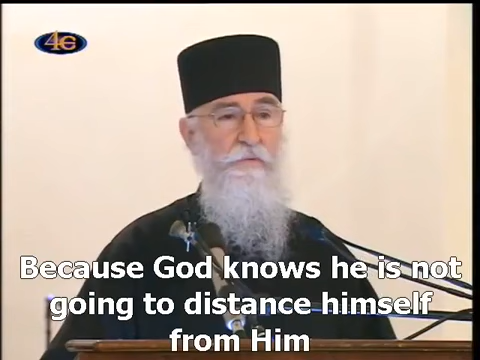 4E
Because God knows he is not
going to distance himself
from Him